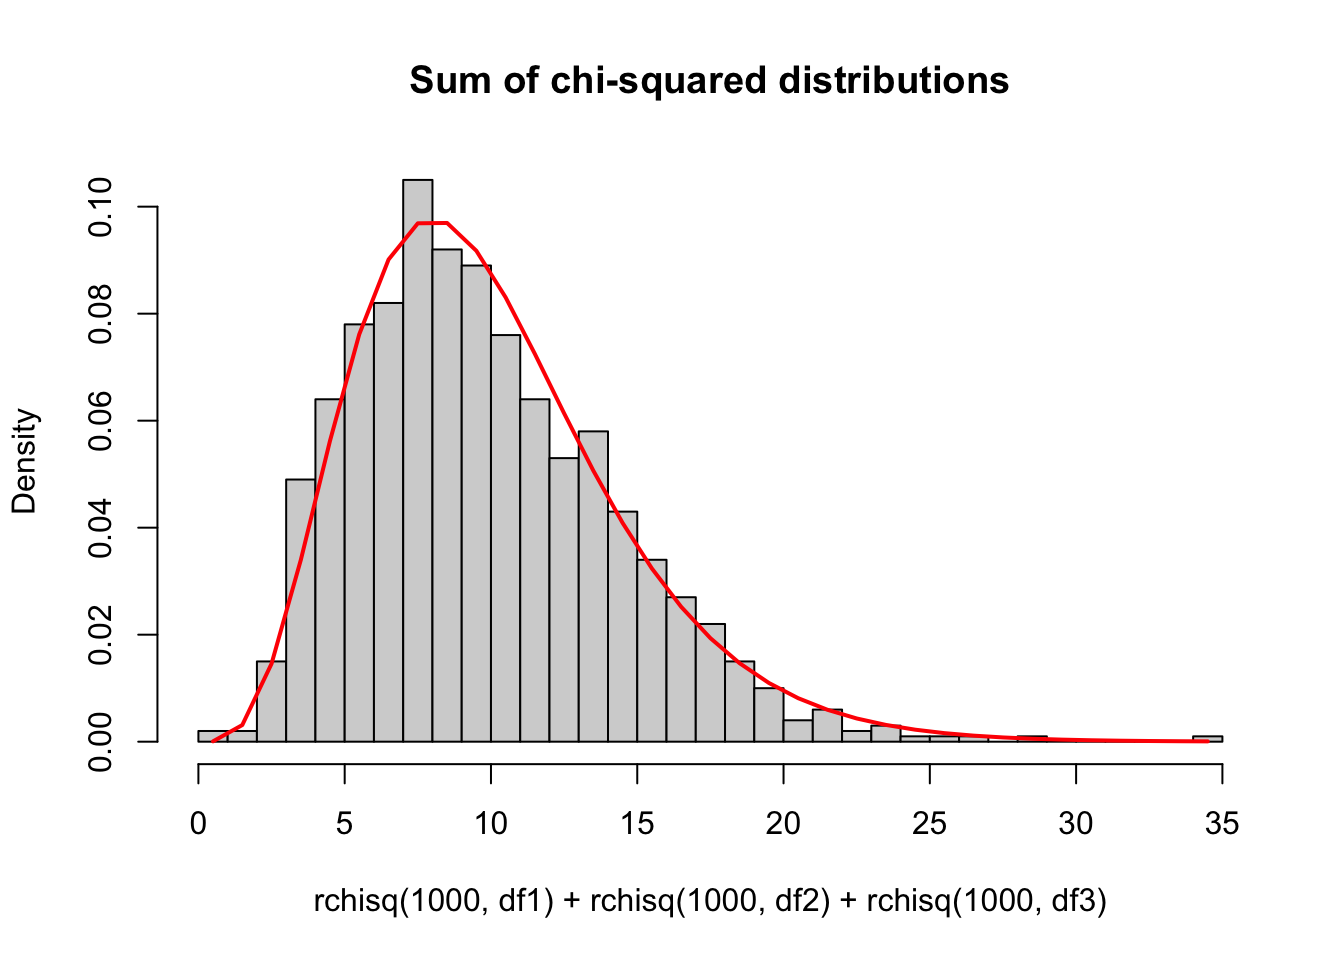 Sum of chi-squared distributions
Density
0.10
0.08
0.06
0.04
0.02
0.00
0 5 10 15 20 25 30 35
rchisq(1000, df1) + rchisq(1000, df2) + rchisq(1000, df3)